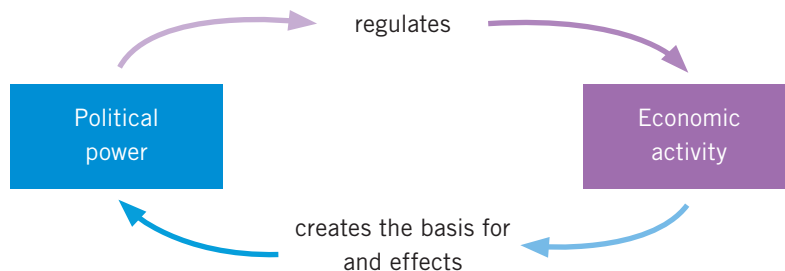 regulates
Political
power
Economic
activity
creates the basis for
and effects